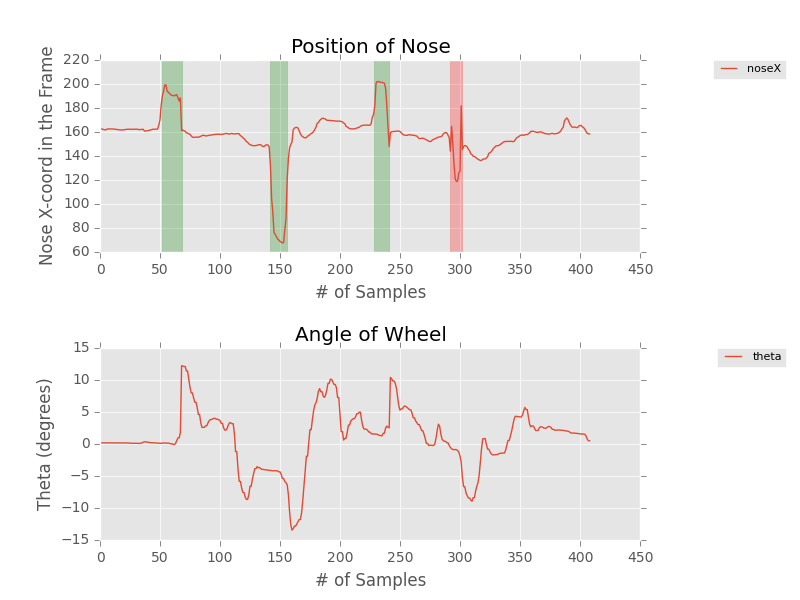 Position of Nose
Nose X-coord in the Frame
220
200
180
160
140
120
100
80
60
0 50 100 150 200 250 300 350 400 450
# of Samples
noseX
Angle of Wheel
Theta (degrees)
15
10
5
0
−5
−10
−15
0 50 100 150 200 250 300 350 400 450
# of Samples
theta